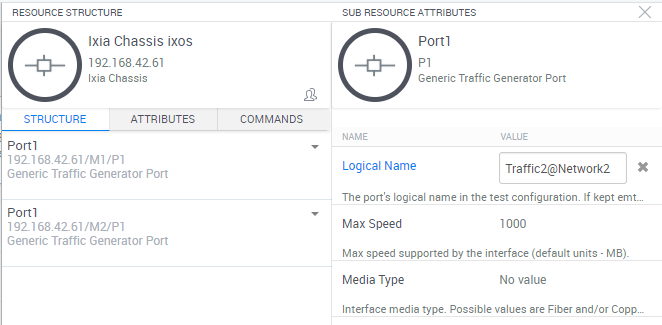 RESOURCE STRUCTURE
Ixia Chassis ixos
192.168.42.61
Ixia Chassis
STRUCTURE
ATTRIBUTES
COMMANDS
Port1
192.168.42.61/M1/P1
Generic Traffic Generator Port
Port1
192.168.42.61/M2/P1
Generic Traffic Generator Port
SUB RESOURCE ATTRIBUTES
Port1
P1
Generic Traffic Generator Port
NAME
VALUE
Logical Name
Traffic2@Network2
The port's logical name in the test configuration. If kept emt...
Max Speed
1000
Max speed supported by the interface (default units - MB).
Media Type
No value
Interface media type. Possible values are Fiber and/or Copp...